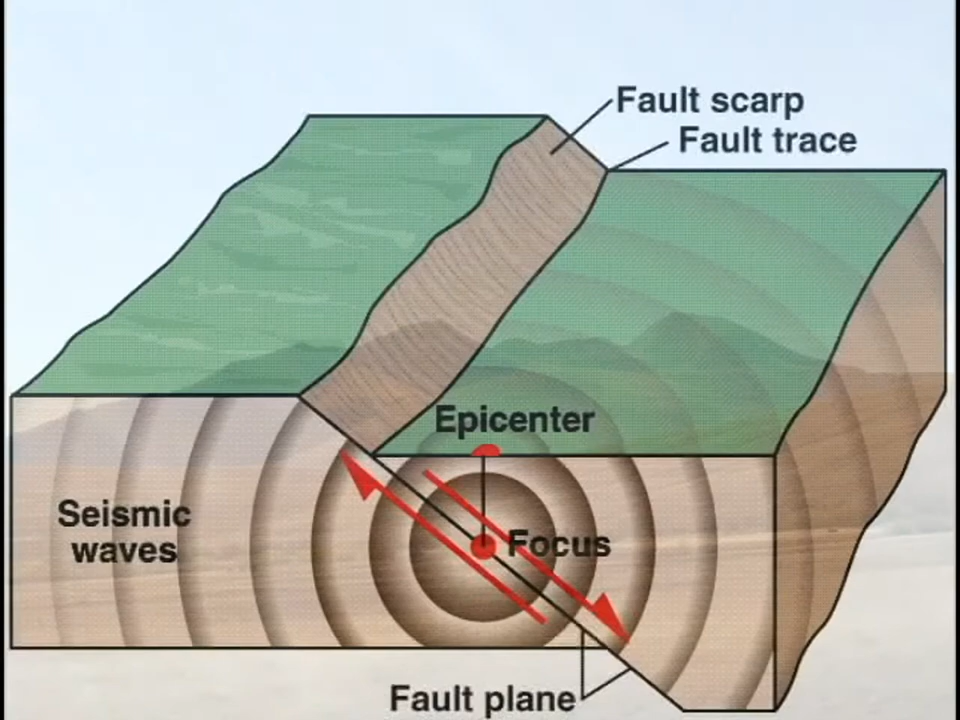 Fault scarp
Fault trace
Epicenter
Seismic
waves
Focus
Fault plane